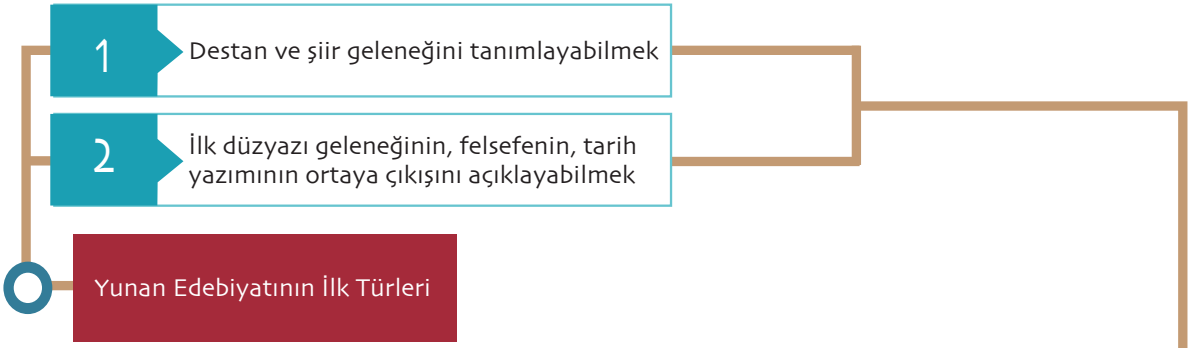 1
Destan ve şiir geleneğini tanımlayabilmek
2
İlk düzyazı geleneğinin, felsefenin, tarih
yazımının ortaya çıkışını açıklayabilmek
Yunan Edebiyatının İlk Türleri